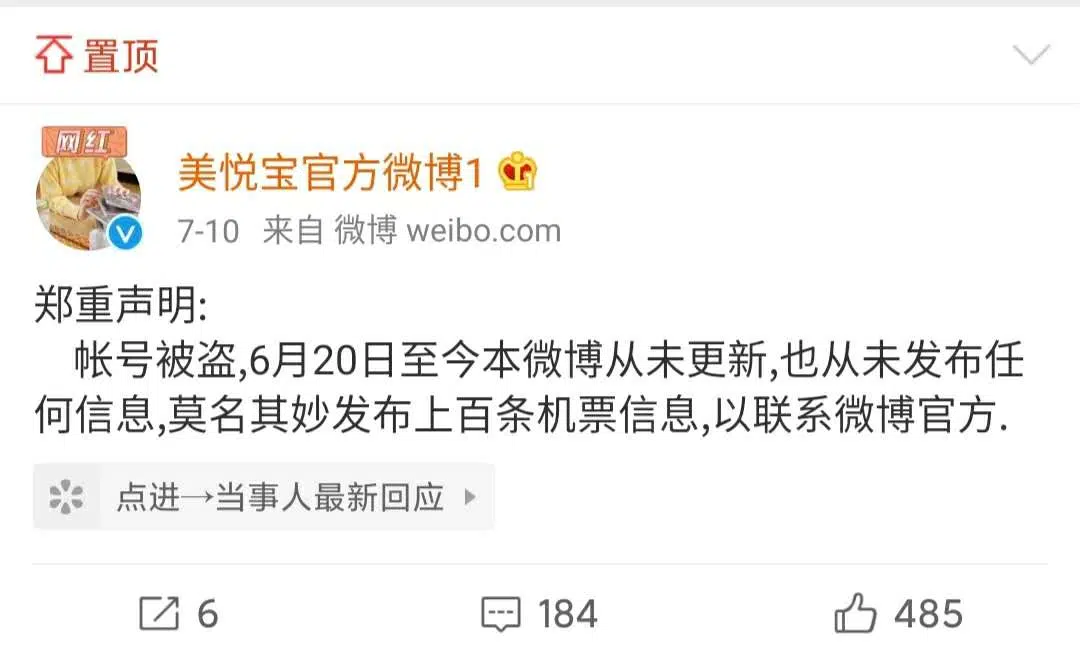 置顶
网红
美悦宝官方微博1
7-10 来自 微博 weibo.com
郑重声明:
帐号被盗,6月20日至今本微博从未更新,也从未发布任
何信息,莫名其妙发布上百条机票信息,以联系微博官方.
点进→当事人最新回应
6
184
485